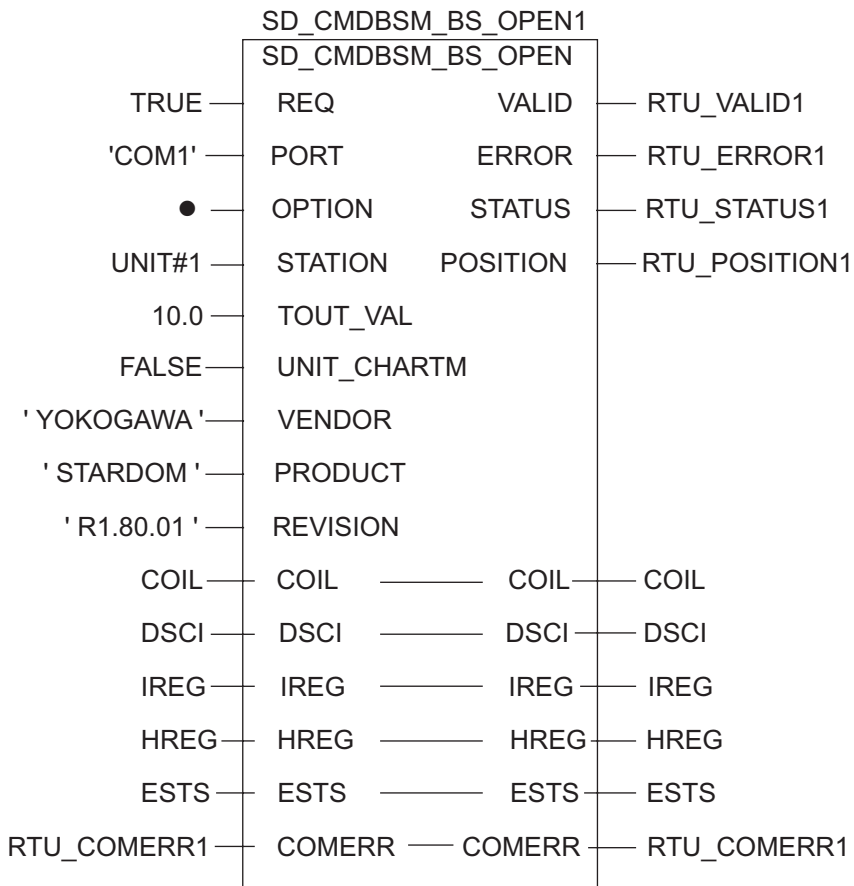 SD_CMDBSM_BS_OPEN1
SD_CMDBSM_BS_OPEN
TRUE REQ VALID RTU_VALID1
'COM1' PORT ERROR RTU_ERROR1
● OPTION STATUS RTU_STATUS1
UNIT#1 STATION POSITION RTU_POSITION1
10.0 TOUT_VAL
FALSE UNIT_CHARTM
' YOKOGAWA ' VENDOR
' STARDOM ' PRODUCT
' R1.80.01 ' REVISION
COIL COIL COIL COIL
DSCI DSCI DSCI DSCI
IREG IREG IREG IREG
HREG HREG HREG HREG
ESTS ESTS ESTS ESTS
RTU_COMERR1 COMERR COMERR RTU_COMERR1